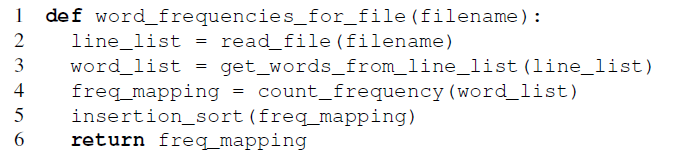 1 def word_frequencies_for_file(filename):
2   line_list = read_file(filename)
3   word_list = get_words_from_line_list(line_list)
4   freq_mapping = count_frequency(word_list)
5   insertion_sort(freq_mapping)
6   return freq_mapping